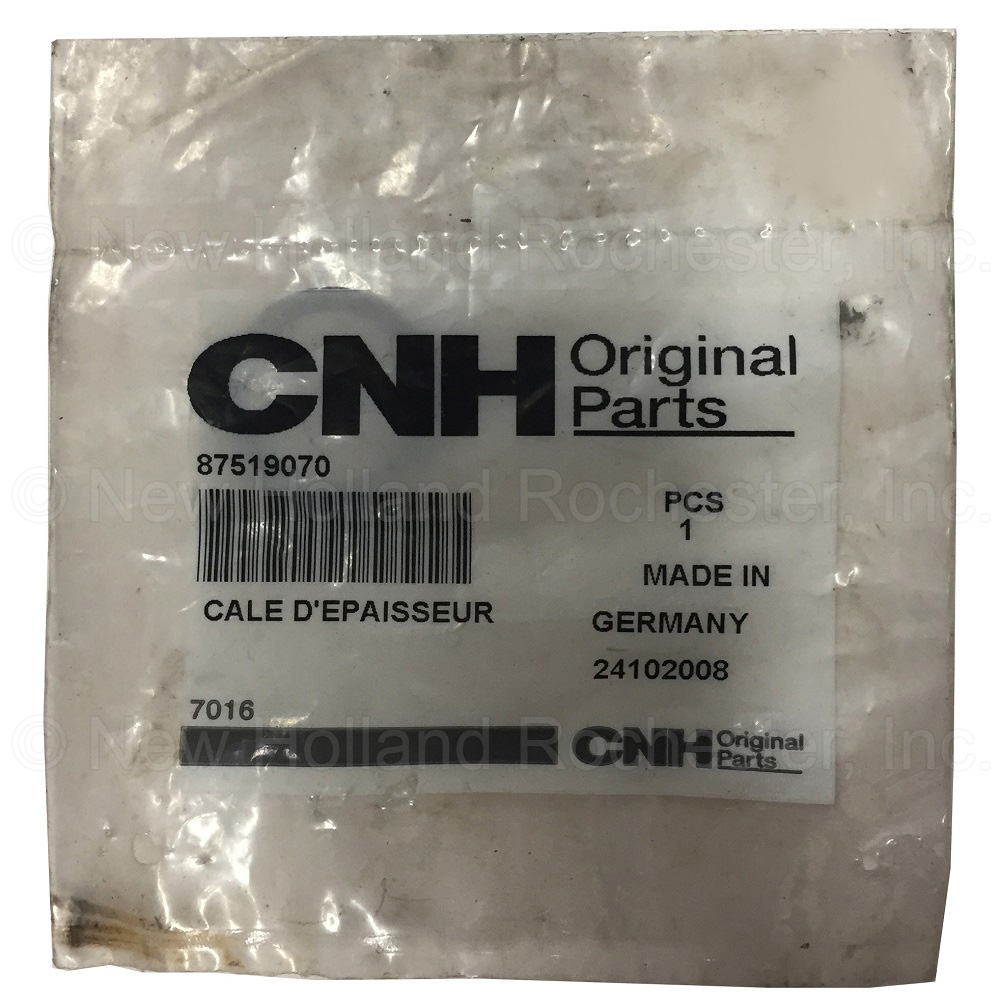 © New Holland Rochester, Inc.
CNH Original
Parts
87519070
© New Holland Rochester, Inc.
PCS
1
MADE IN
CALE D'EPAISSEUR
GERMANY
24102008
7016
© New Holland Rochester, Inc.
CNH Original
Parts